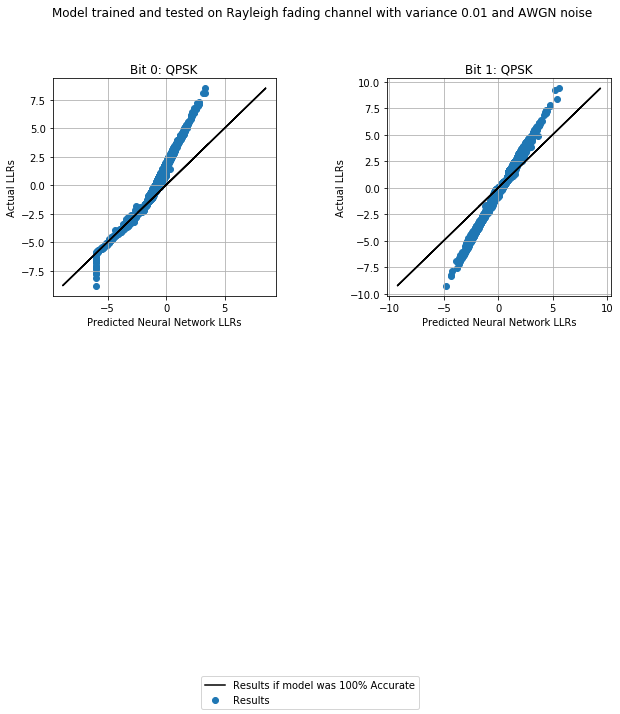 Model trained and tested on Rayleigh fading channel with variance 0.01 and AWGN noise
Bit 0: QPSK
7.5
5.0
2.5
0.0
−2.5
−5.0
−7.5
Actual LLRs
−5
0
5
Predicted Neural Network LLRs
Bit 1: QPSK
10.0
7.5
5.0
2.5
0.0
−2.5
−5.0
−7.5
−10.0
Actual LLRs
−10
−5
0
5
10
Predicted Neural Network LLRs
Results if model was 100% Accurate
Results